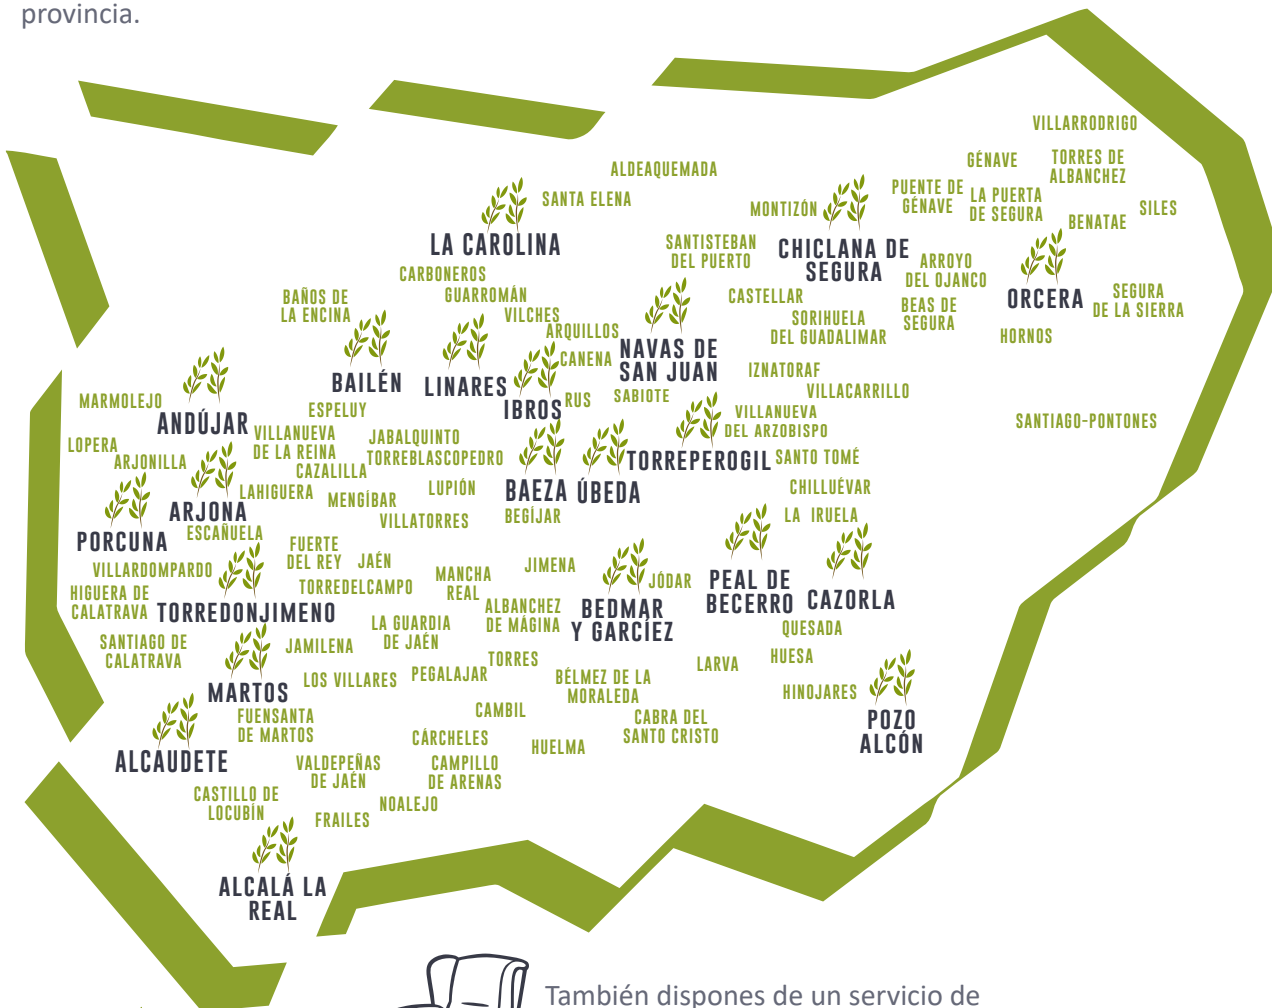 provincia.
VILLARRODRIGO
GÉNAVE
TORRES DE
ALBANCHEZ
ALDEAQUEMADA
SANTA ELENA
MONTIZÓN
PUENTE DE
GÉNAVE
LA PUERTA
DE SEGURA
SILES
BENATAE
LA CAROLINA
SANTISTEBAN
DEL PUERTO
CHICLANA DE
SEGURA
ARROYO
DEL OJANCO
ORCERA
SEGURA
DE LA SIERRA
CARBONEROS
GUARROMÁN
BAÑOS DE
LA ENCINA
VILCHES
ARQUILLOS
CASTELLAR
SORIHUELA
DEL GUADALIMAR
BEAS DE
SEGURA
HORNOS
NAVAS DE
SAN JUAN
CANENA
IZNATORAF
BAILÉN
LINARES
IBROS
RUS
SABIOTE
VILLACARRILLO
MARMOLEJO
ANDÚJAR
ESPELUY
VILLANUEVA
DEL ARZOBISPO
SANTIAGO-PONTONES
LOPERA
VILLANUEVA
DE LA REINA
JABALQUINTO
TORREBLASCOPEDRO
TORREPEROGIL
SANTO TOMÉ
ARJONILLA
CAZALILLA
LAHIGUERA
MENGÍBAR
LUPIÓN
BAEZA
ÚBEDA
CHILLUÉVAR
ARJONA
VILLATORRES
BEGÍJAR
LA IRUELA
PORCUNA
ESCAÑUELA
FUERTE
DEL REY
JAÉN
VILLARDOMPARDO
TORREDELCAMPO
MANCHA
REAL
JIMENA
JÓDAR
PEAL DE
BECERRO
CAZORLA
HIGUERA DE
CALATRAVA
TORREDONJIMENO
ALBANCHEZ
DE MÁGINA
BEDMAR
Y GARCÍEZ
QUESADA
SANTIAGO DE
CALATRAVA
JAMILENA
LA GUARDIA
DE JAÉN
TORRES
LARVA
HUESA
MARTOS
LOS VILLARES
PEGALAJAR
BÉLMEZ DE LA
MORALEDA
HINOJARES
FUENSANTA
DE MARTOS
CAMBIL
CABRA DEL
SANTO CRISTO
POZO
ALCÓN
ALCAUDETE
CÁRCHELES
HUELMA
VALDEPEÑAS
DE JAÉN
CAMPILLO
DE ARENAS
CASTILLO DE
LOCUBÍN
NOALEJO
FRAILES
ALCALÁ LA
REAL
También dispones de un servicio de